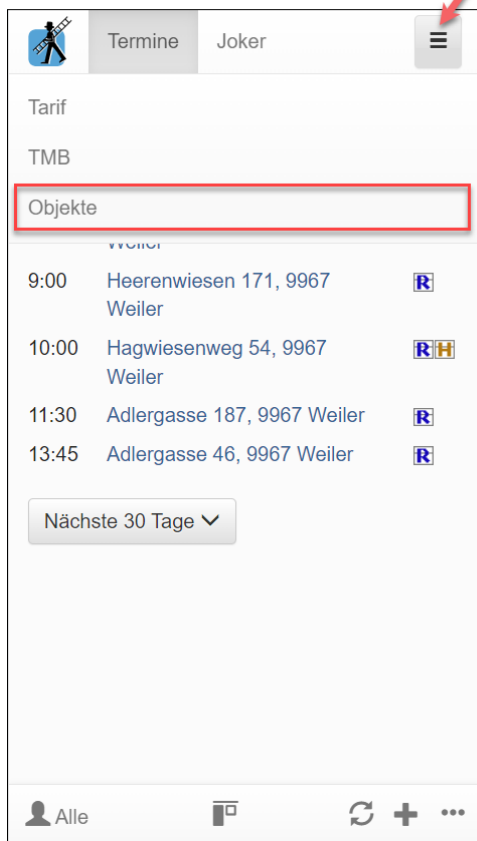 Termine Joker
Tarif
TMB
Objekte
Weiler
9:00 Heerenwiesen 171, 9967 R
Weiler
10:00 Hagwiesenweg 54, 9967 R H
Weiler
11:30 Adlergasse 187, 9967 Weiler R
13:45 Adlergasse 46, 9967 Weiler R
Nächste 30 Tage
Alle